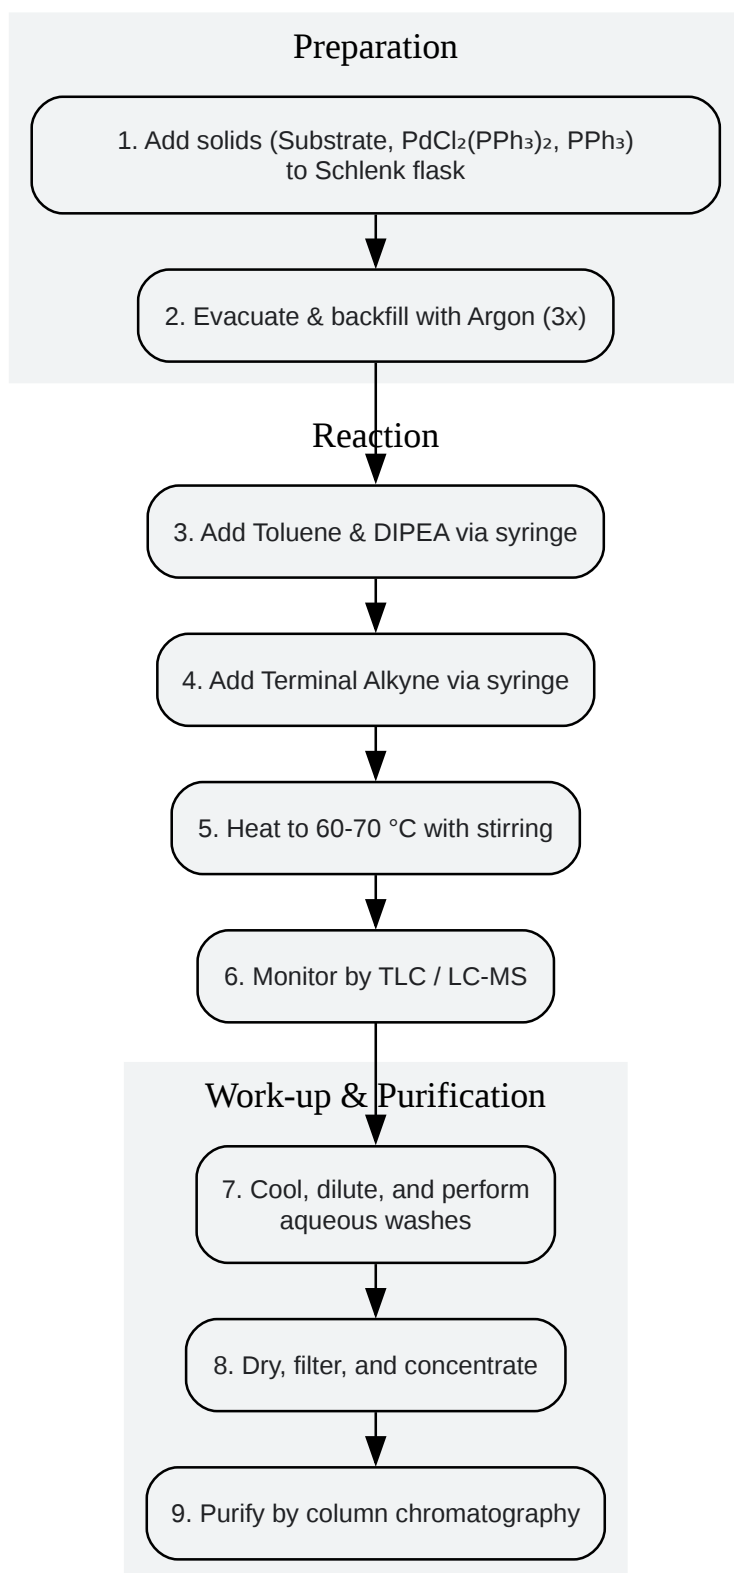 Preparation
1. Add solids (Substrate, PdCl₂(PPh₃)₂, PPh₃)
to Schlenk flask
2. Evacuate & backfill with Argon (3x)
Reaction
3. Add Toluene & DIPEA via syringe
4. Add Terminal Alkyne via syringe
5. Heat to 60-70 °C with stirring
6. Monitor by TLC / LC-MS
Work-up & Purification
7. Cool, dilute, and perform
aqueous washes
8. Dry, filter, and concentrate
9. Purify by column chromatography